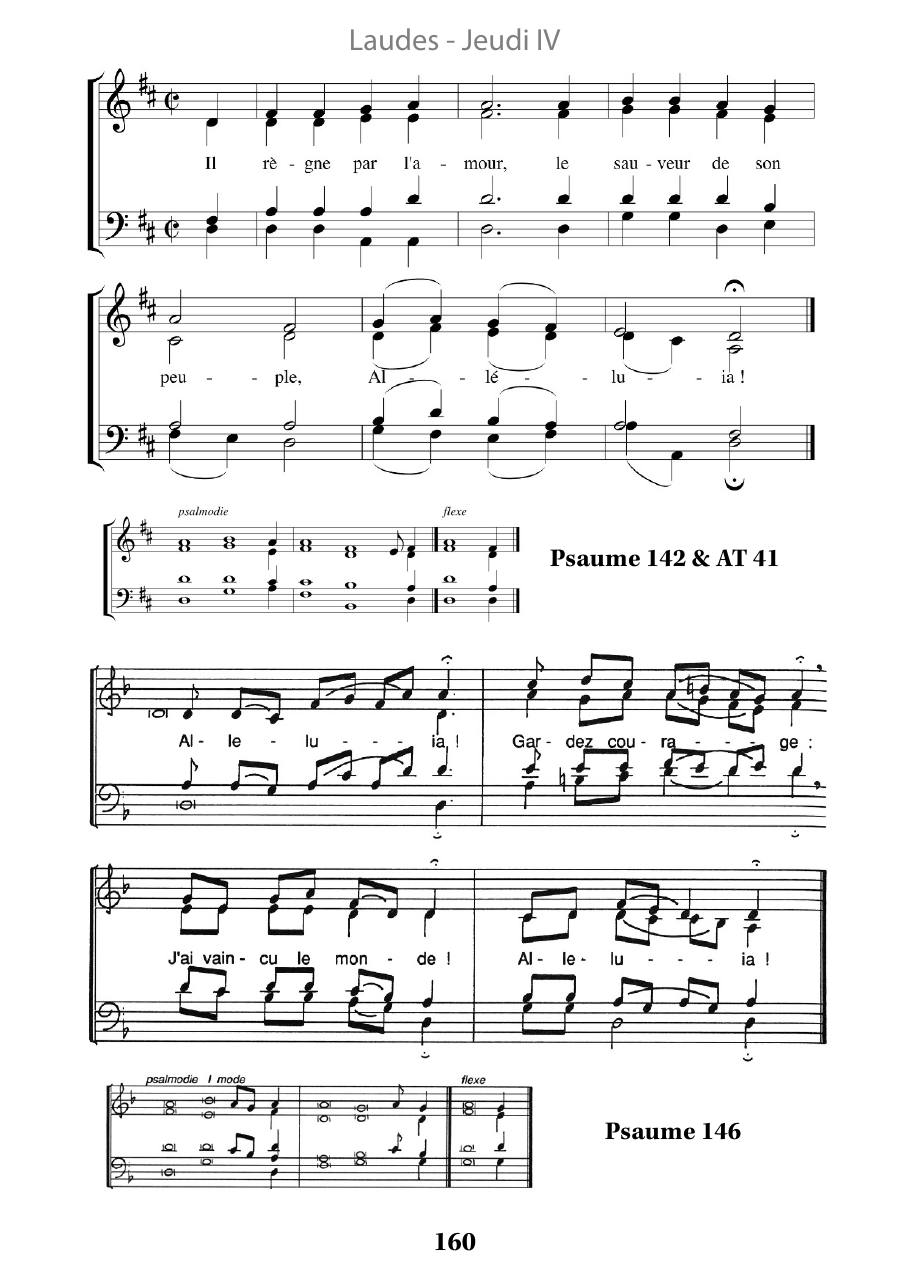 Laudes - Jeudi IV
Il rè - gne par l'a - mour, le sau - veur de son
peu - - ple, Al - - lé - - - lu - - ia !
psalmodie flexe
Psaume 142 & AT 41
Al - le - lu - - - ia ! Gar - dez cou - ra - - - ge :
J'ai vain - cu le mon - de ! Al - le - lu - - - ia !
psalmodie I mode flexe
Psaume 146
160